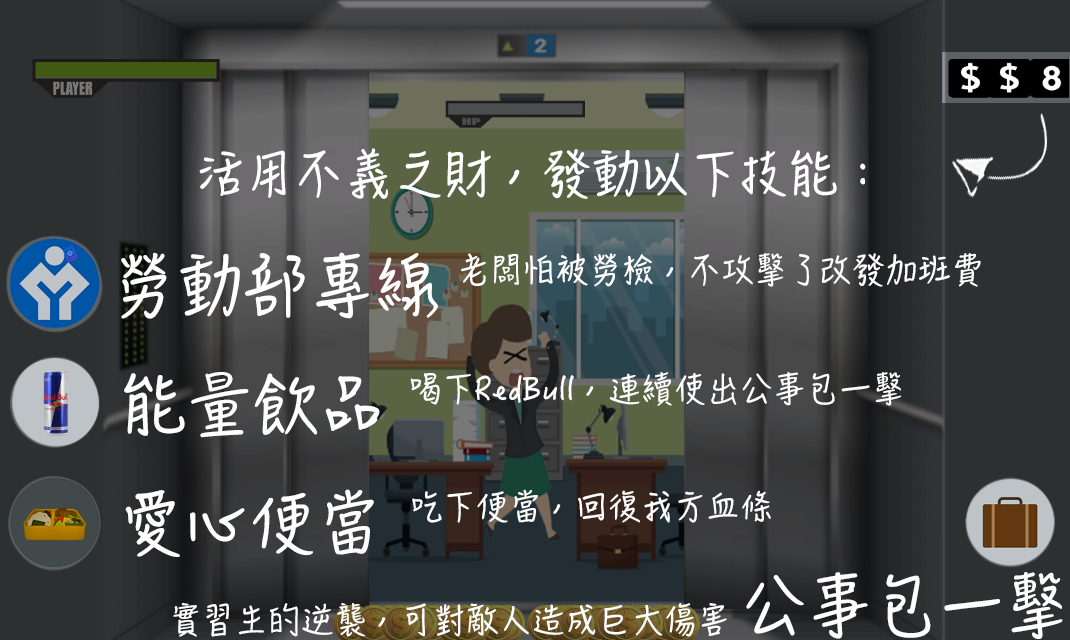 2
PLAYER
$ $ 8
HP
活用不義之財，發動以下技能：
勞動部專線 老闆怕被勞檢，不攻擊了改發加班費
能量飲品 喝下RedBull，連續使出公事包一擊
愛心便當 吃下便當，回復我方血條
實習生的逆襲，可對敵人造成巨大傷害 公事包一擊